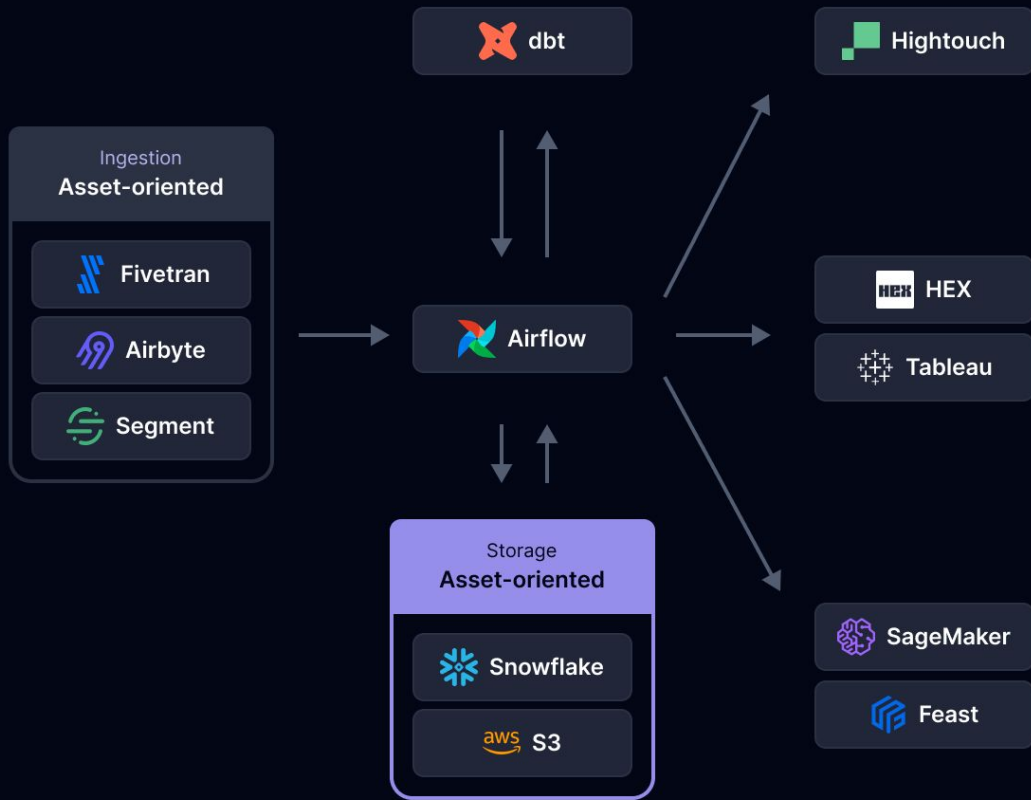 dbt
Hightouch
Ingestion
Asset-oriented
Fivetran
Airbyte
Segment
Airflow
HEX HEX
Tableau
Storage
Asset-oriented
Snowflake
aws S3
SageMaker
Feast